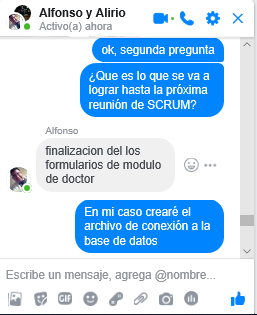 Alfonso y Alirio
Activo(a) ahora
ok, segunda pregunta
¿Que es lo que se va a
lograr hasta la próxima
reunión de SCRUM?
Alfonso
finalizacion del los
formularios de modulo
de doctor
En mi caso crearé el
archivo de conexión a la
base de datos
Escribe un mensaje, agrega @nombre...
GIF